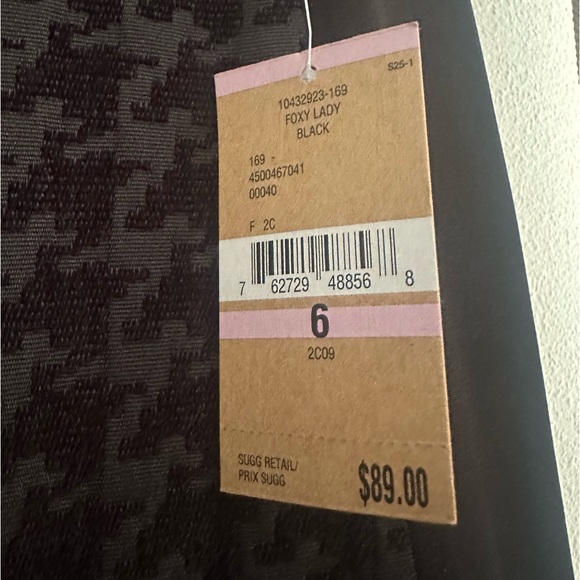 S25-1
10432923-169
FOXY LADY
BLACK
169 -
4500467041
00040
F 2C
7 62729 48856 8
6
2C09
SUGG RETAIL/
PRIX SUGG
$89.00